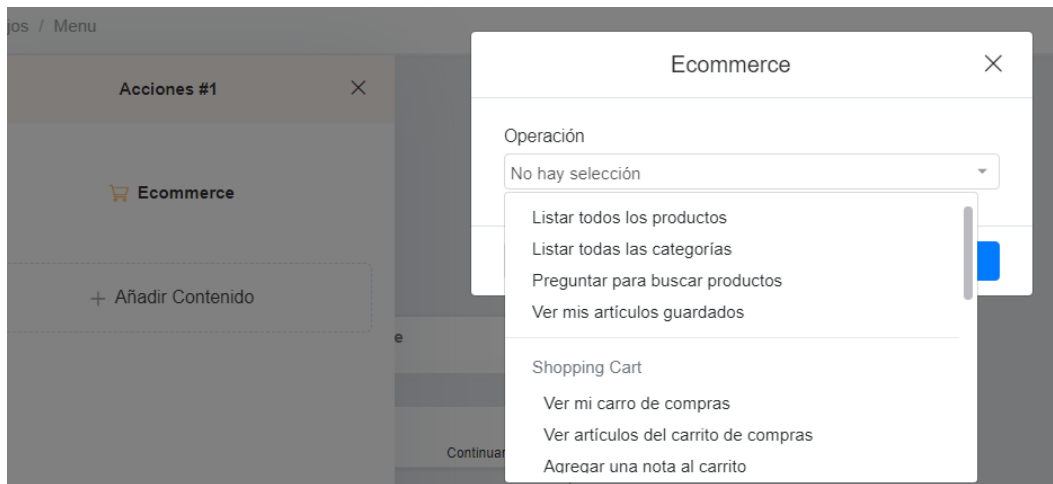 jos / Menu
Acciones #1
Ecommerce
+ Añadir Contenido
e
Continuar
Ecommerce
Operación
No hay selección
Listar todos los productos
Listar todas las categorías
Preguntar para buscar productos
Ver mis artículos guardados
Shopping Cart
Ver mi carro de compras
Ver artículos del carrito de compras
Agregar una nota al carrito